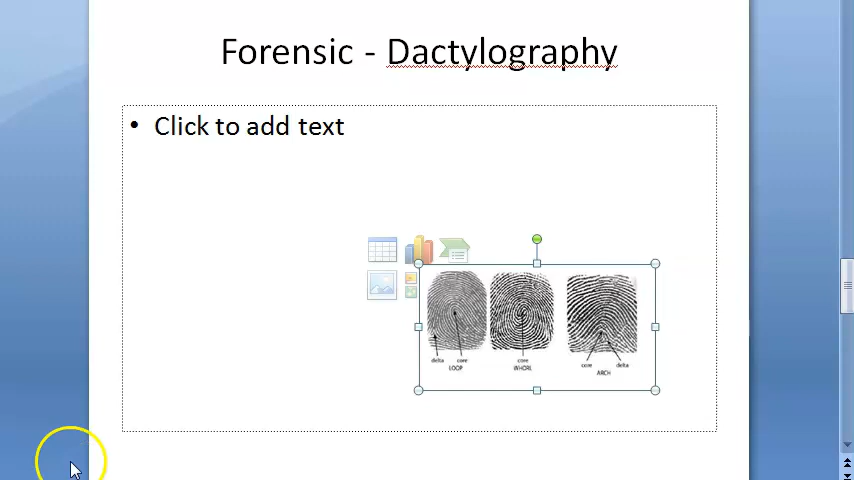 Forensic - Dactylography
• Click to add text
delta core core core delta
LOOP WHORL ARCH